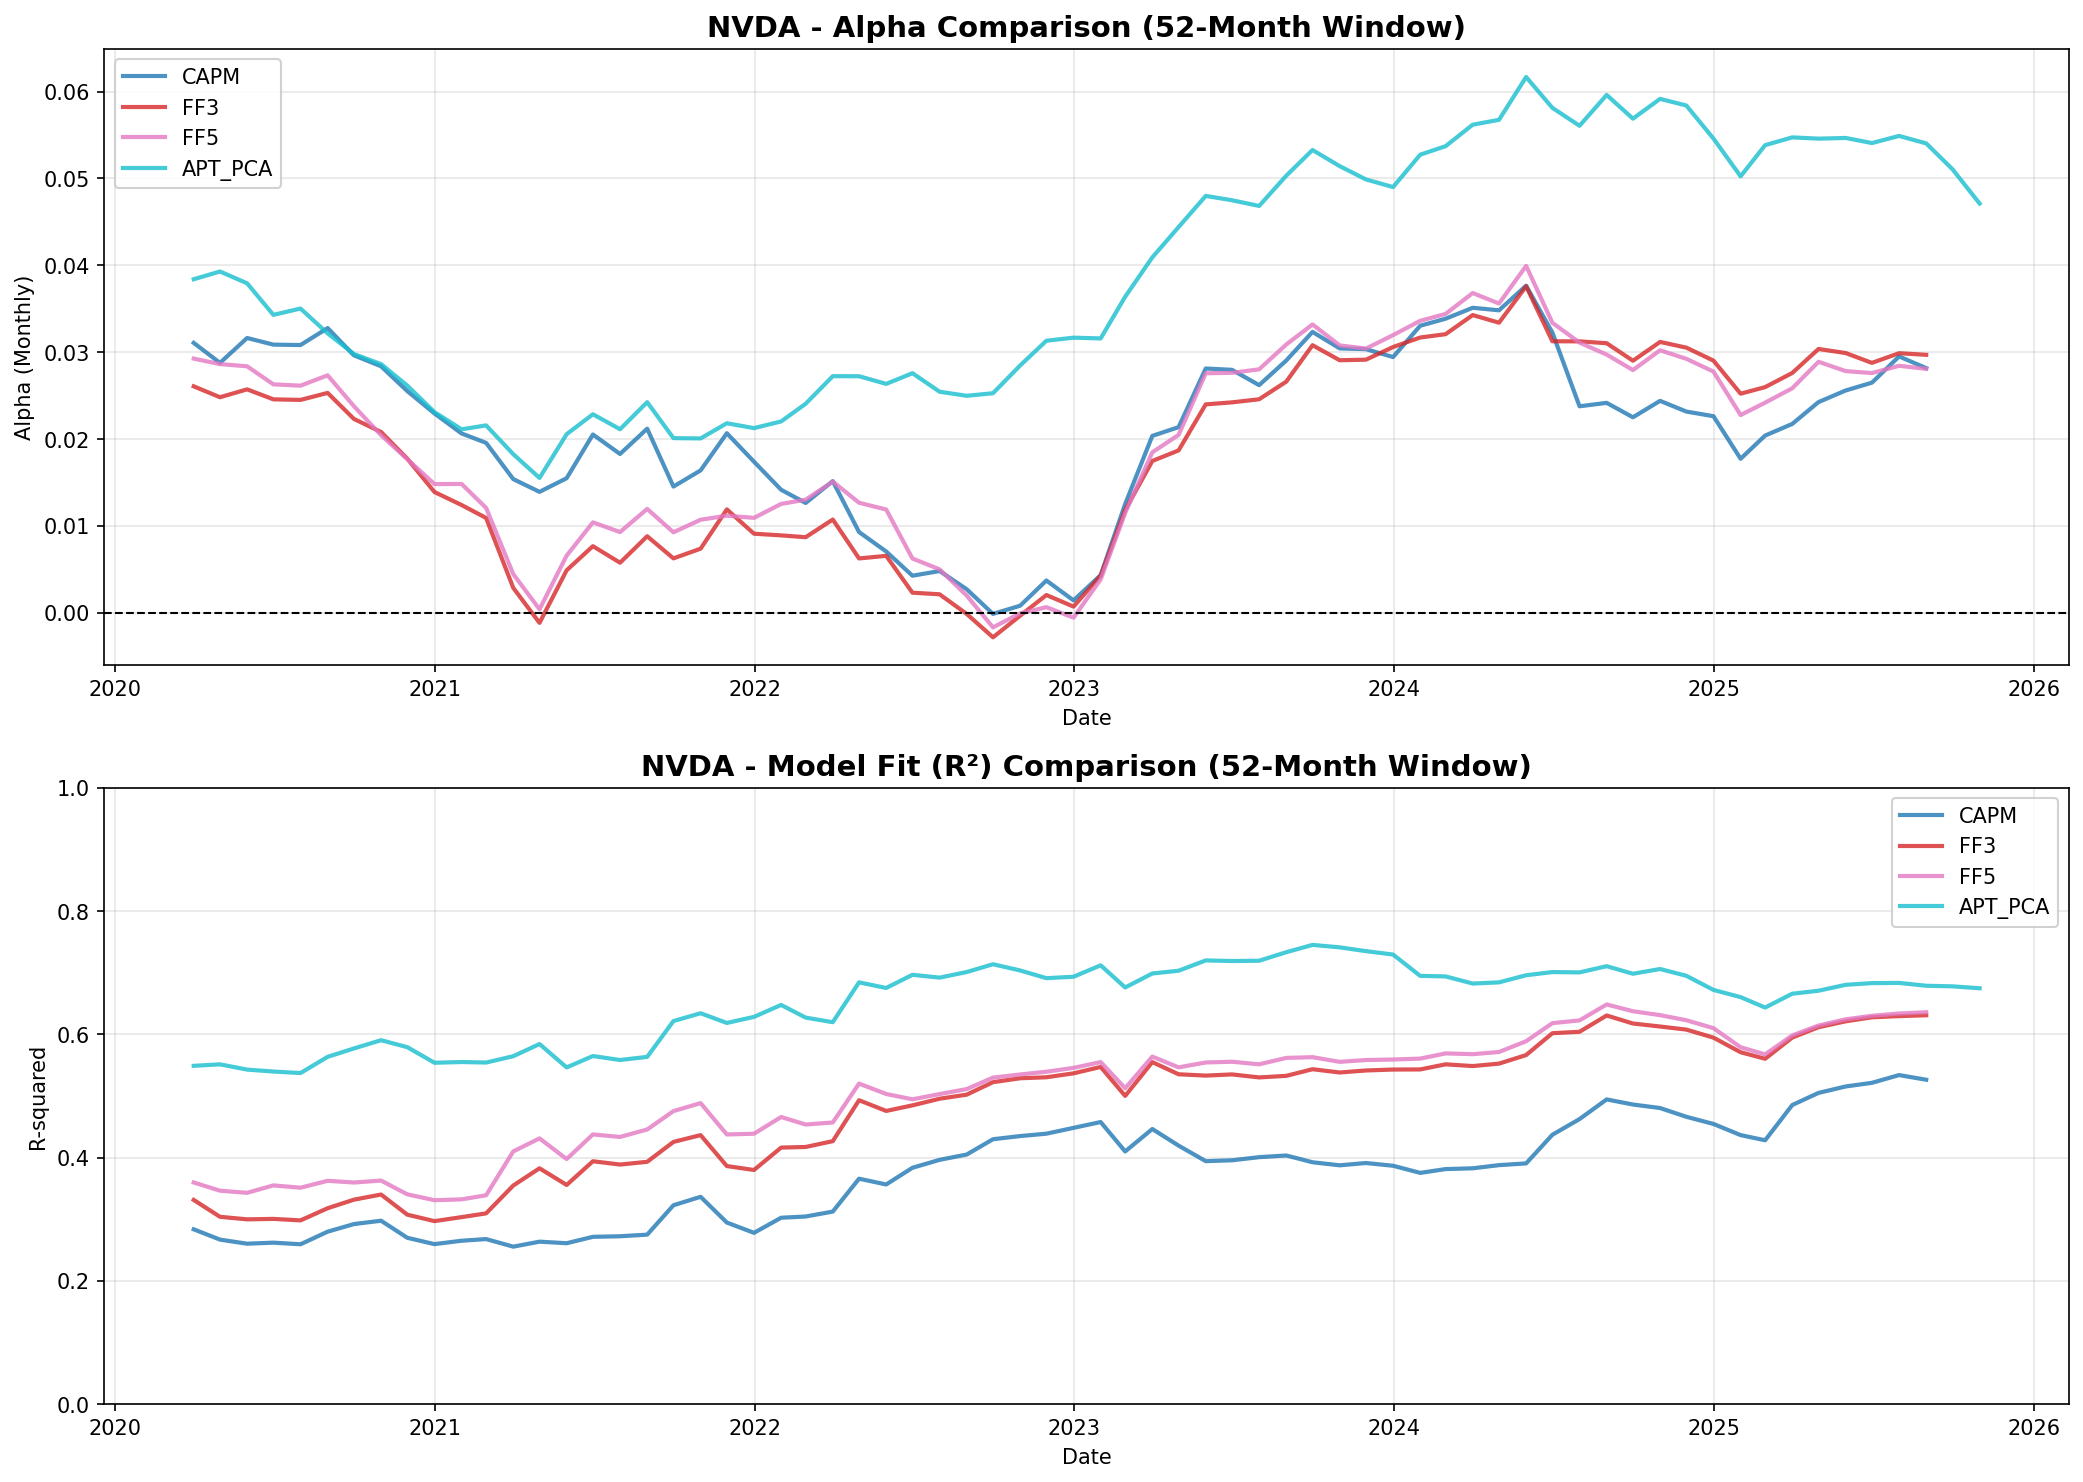 NVDA - Alpha Comparison (52-Month Window)
CAPM
FF3
FF5
APT_PCA
0.06
0.05
0.04
0.03
0.02
0.01
0.00
Alpha (Monthly)
2020 2021 2022 2023 2024 2025 2026
Date
NVDA - Model Fit (R²) Comparison (52-Month Window)
CAPM
FF3
FF5
APT_PCA
1.0
0.8
0.6
0.4
0.2
0.0
R-squared
2020 2021 2022 2023 2024 2025 2026
Date